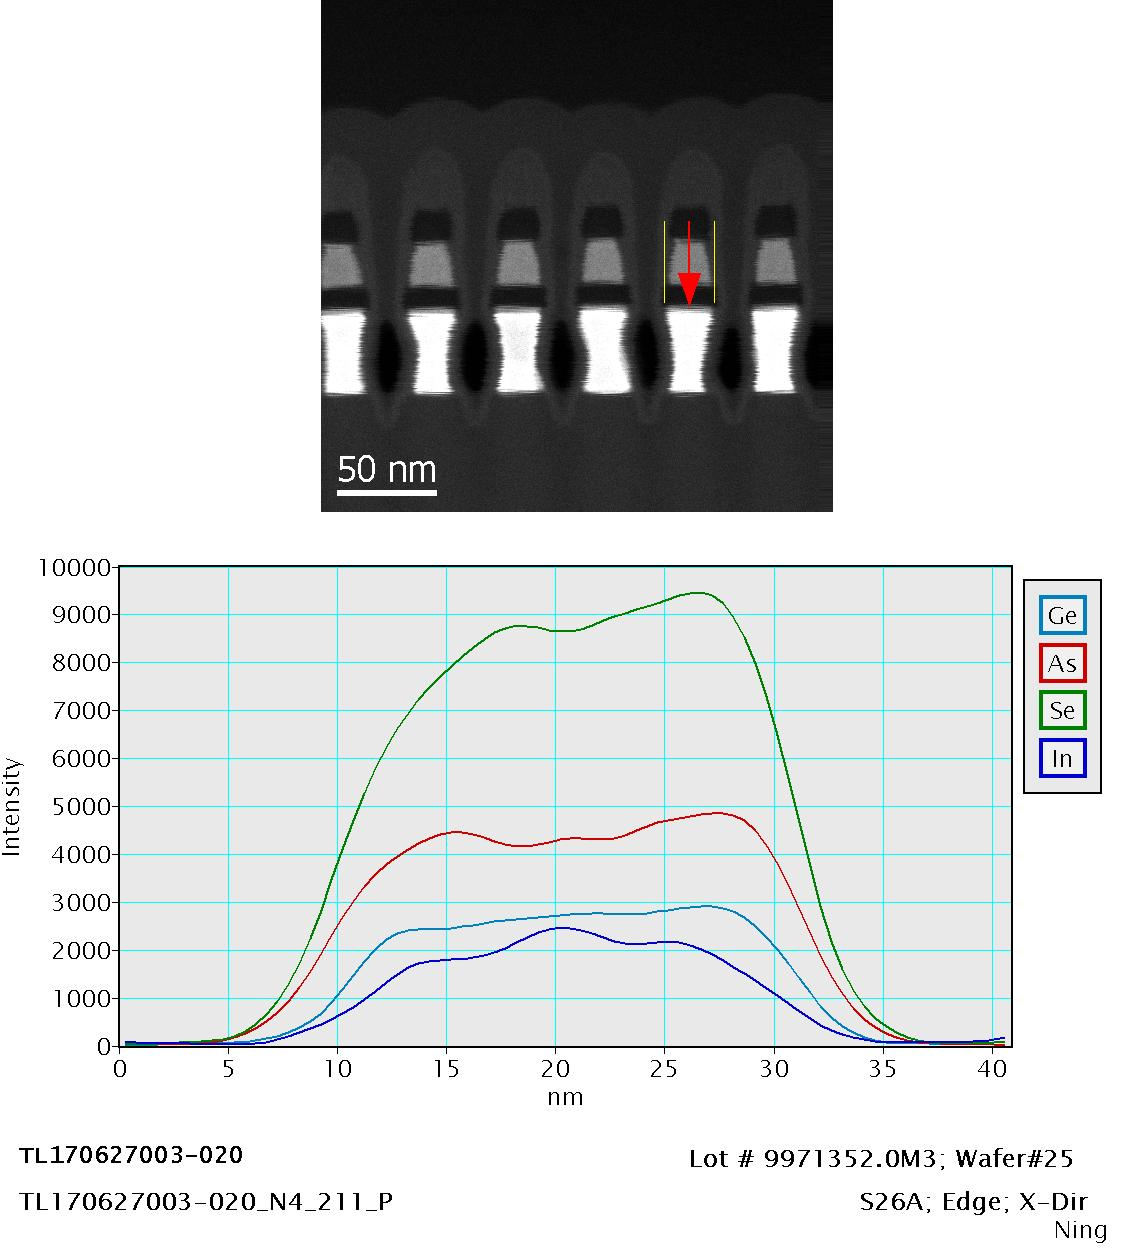 50 nm
10000
9000
8000
7000
6000
5000
4000
3000
2000
1000
0
Intensity
0 5 10 15 20 25 30 35 40
nm
Ge
As
Se
In
TL170627003-020
Lot # 9971352.0M3; Wafer#25
TL170627003-020_N4_211_P
S26A; Edge; X-Dir
Ning